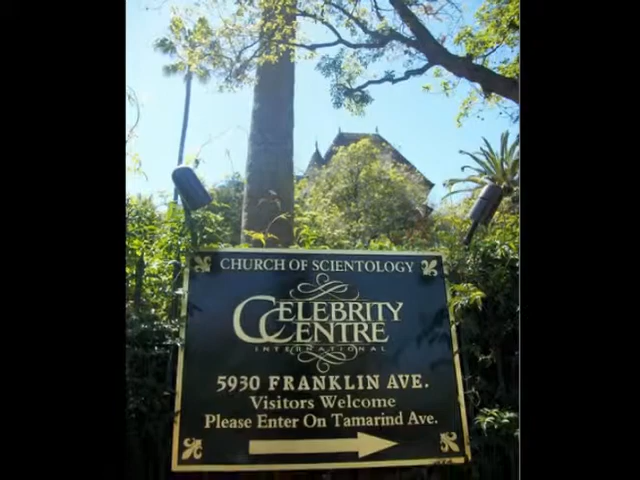 CHURCH OF SCIENTOLOGY
CELEBRITY
CENTRE
INTERNATIONAL
5930 FRANKLIN AVE.
Visitors Welcome
Please Enter On Tamarind Ave.